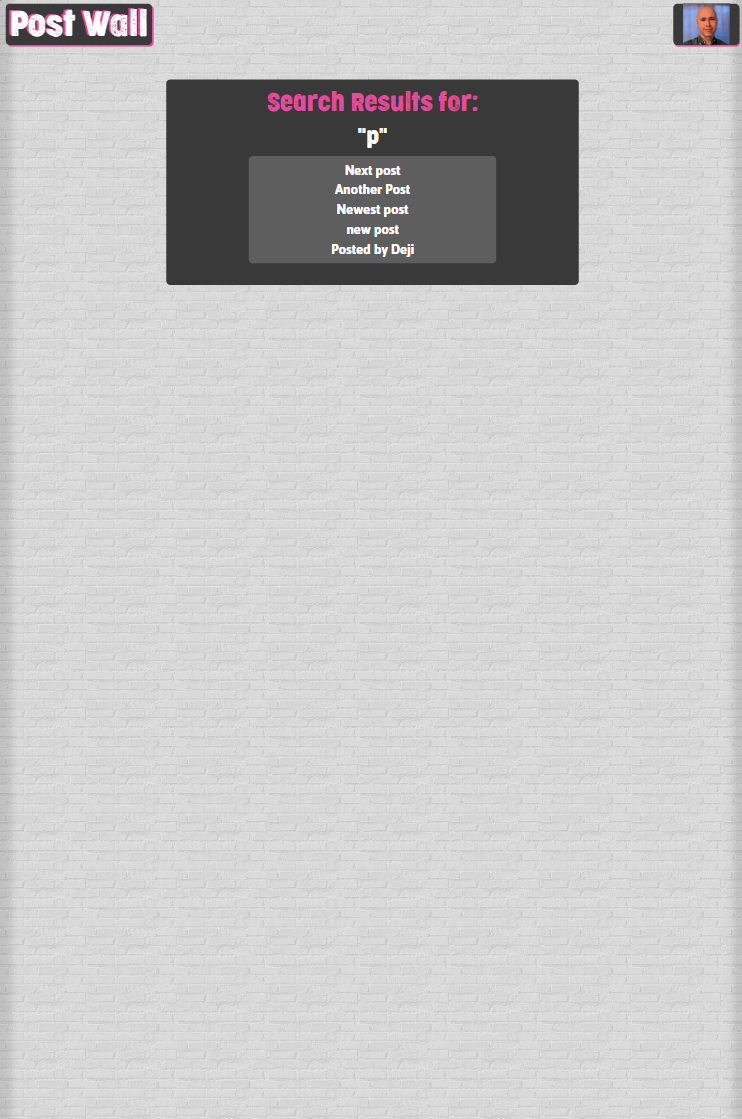 Post Wall
Search Results for:
"p"
Next post
Another Post
Newest post
new post
Posted by Deji